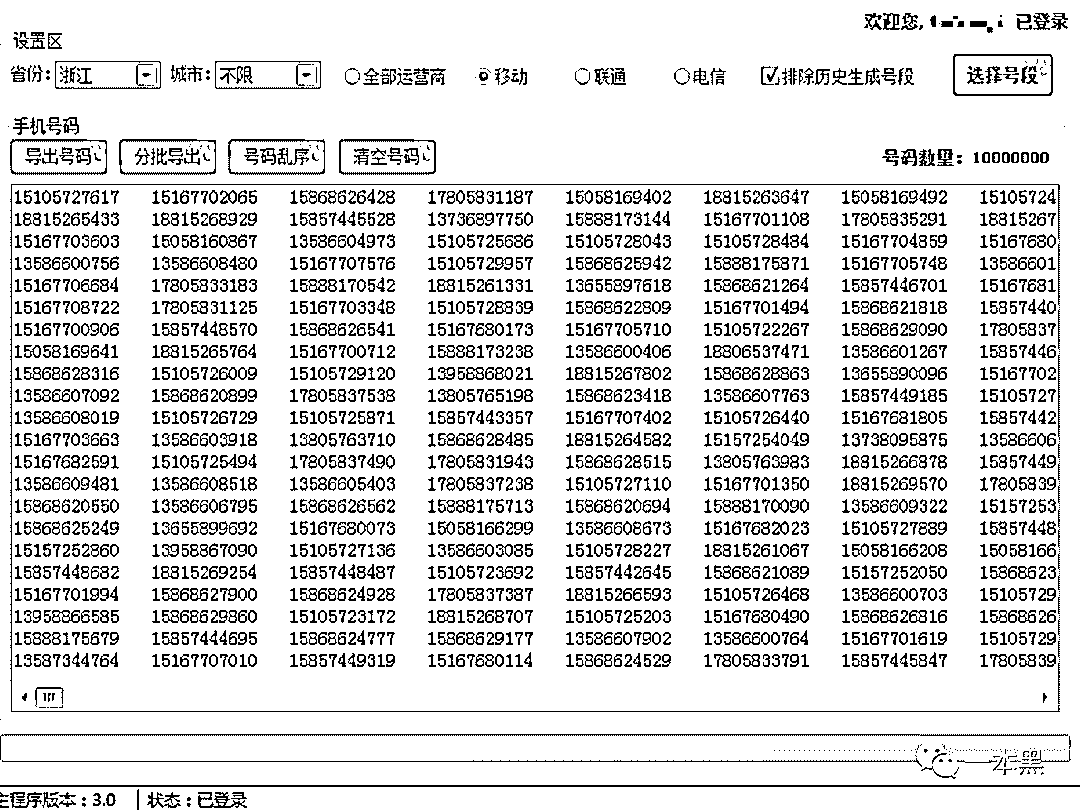 欢迎您, 已登录
设置区
省份: 浙江 城市: 不限 全部运营商 移动 联通 电信 排除历史生成号段 选择号段
手机号码
导出号码 分批导出 号码乱序 清空号码 号码数里: 10000000
15105727617 15167702065 15868626428 17805831187 15058169402 18815263647 15058169492 15105724
18815265433 18815268929 15857445528 13736897750 15888173144 15167701108 17805835291 18815267
15167703603 15058160867 13586604973 15105725686 15105728043 15105728484 15167704859 15167680
13586600756 13586608480 15167707576 15105729957 15868625942 15888175871 15167705748 13586601
15167706684 17805833183 15888170542 18815261331 13655897618 15868621264 15857446701 15167681
15167708722 17805831125 15167703348 15105728839 15868622809 15167701494 15868621818 15857440
15167700906 15857448570 15868626541 15167680173 15167705710 15105722267 15868629090 17805837
15058169641 18815265764 15167700712 15888173238 13586600406 18806537471 13586601267 15857446
15868628316 15105726009 15105729120 13958868021 18815267802 15868628863 13655890096 15167702
13586607092 15868620899 17805837538 13805765198 15868623418 13586607763 15857449185 15105727
13586608019 15105726729 15105725871 15857443357 15167707402 15105726440 15167681805 15857442
15167703663 13586603918 13805763710 15868628485 18815264582 15157254049 13738095875 13586606
15167682591 15105725494 17805837490 17805831943 15868628515 13805763983 18815266878 15857449
13586609481 13586608518 13586605403 17805837238 15105727110 15167701350 18815269570 17805839
15868620550 13586606795 15868626562 15888175713 15868620694 15888170090 13586609322 15157253
15868625249 13655899692 15167680073 15058166299 13586608673 15167682023 15105727889 15857448
15157252860 13958867090 15105727136 13586603085 15105728227 18815261067 15058166208 15058166
15857448682 18815269254 15857448487 15105723692 15857442645 15868621089 15157252050 15868623
15167701994 15868627900 15868624928 17805837387 18815266593 15105726468 13586600703 15105729
13958866585 15868629860 15105723172 18815268707 15105725203 15167680490 15868626816 15868626
15888175679 15857444695 15868624777 15868629177 13586607902 13586600764 15167701619 15105729
13587344764 15167707010 15857449319 15167680114 15868624529 17805833791 15857445847 17805839
主程序版本: 3.0 状态: 已登录